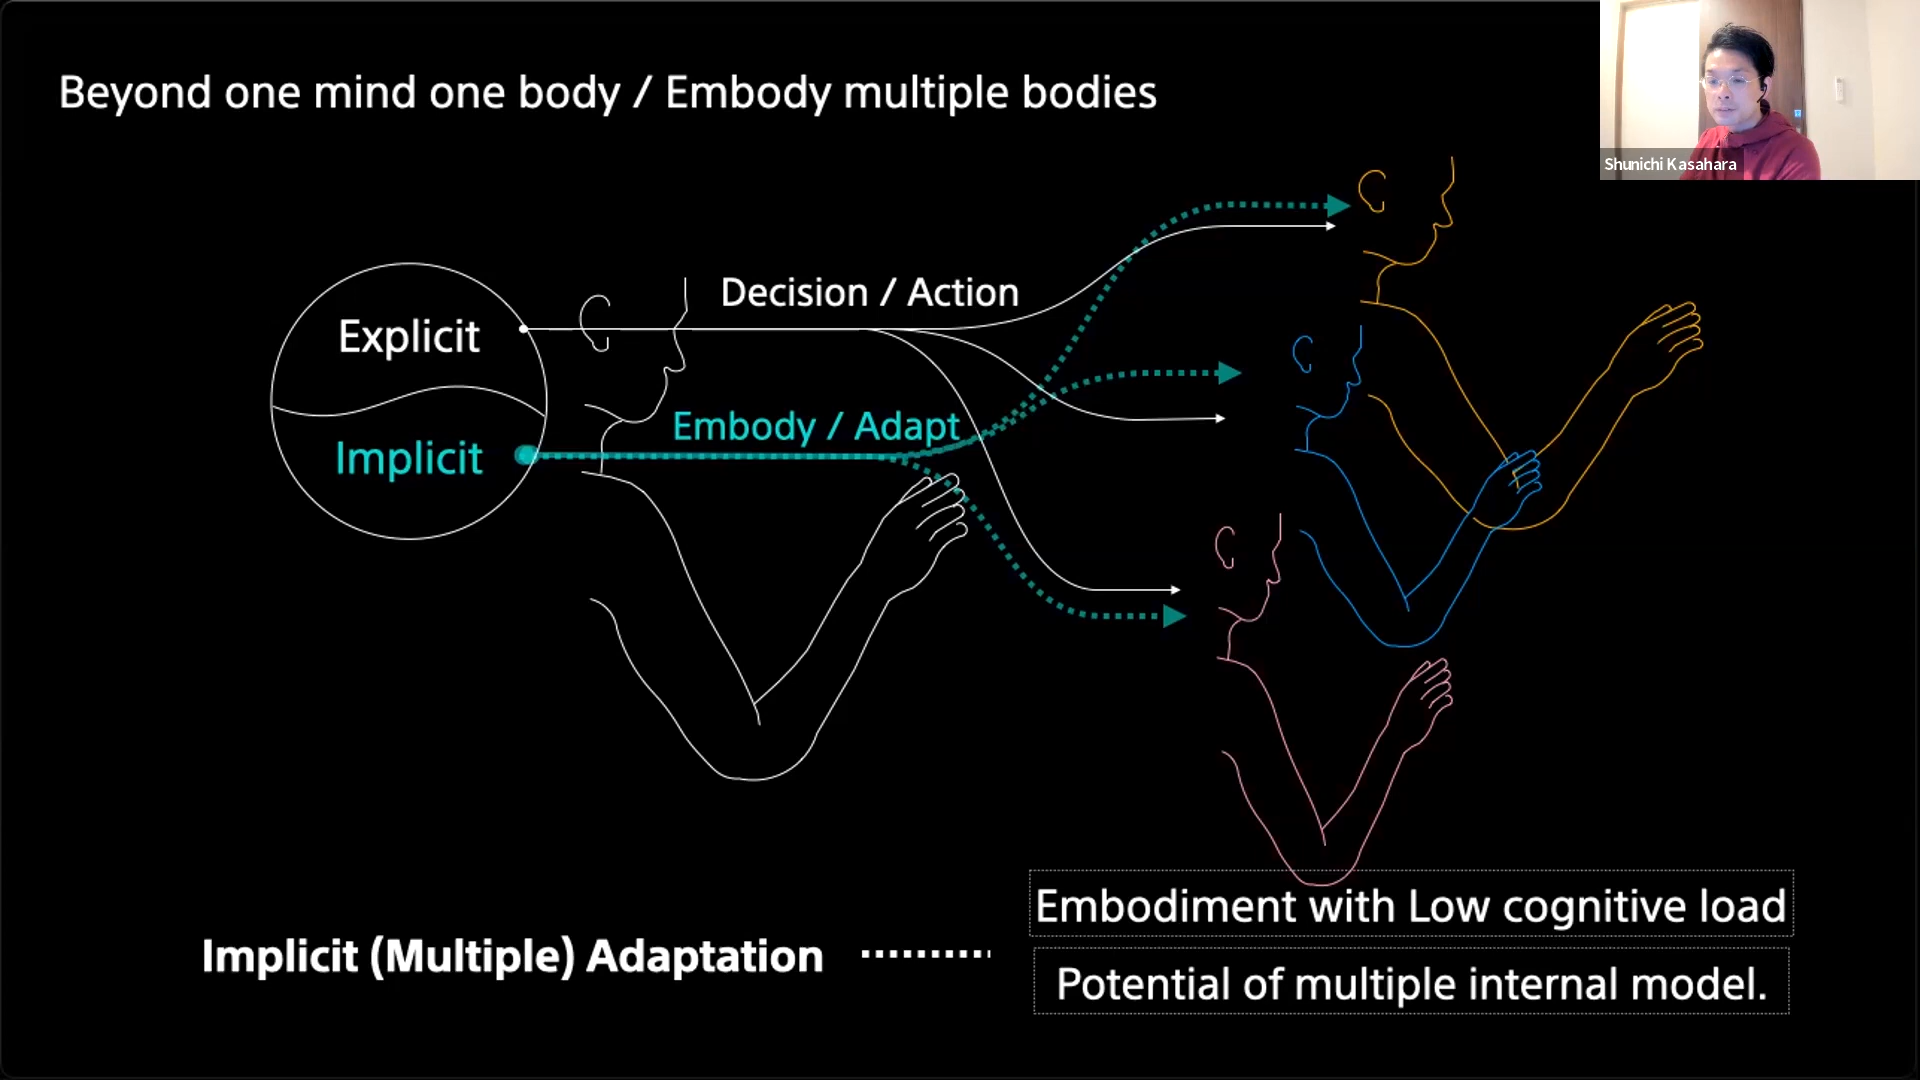 Beyond one mind one body / Embody multiple bodies
Shunichi Kasahara
Decision / Action
Explicit
Embody / Adapt
Implicit
Embodiment with Low cognitive load
Implicit (Multiple) Adaptation
Potential of multiple internal model.